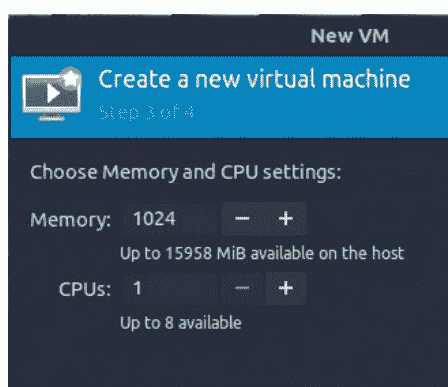 New VM
Create a new virtual machine
Step 3 of 4
Choose Memory and CPU settings:
Memory: 1024 − +
Up to 15958 MiB available on the host
CPUs: 1 − +
Up to 8 available